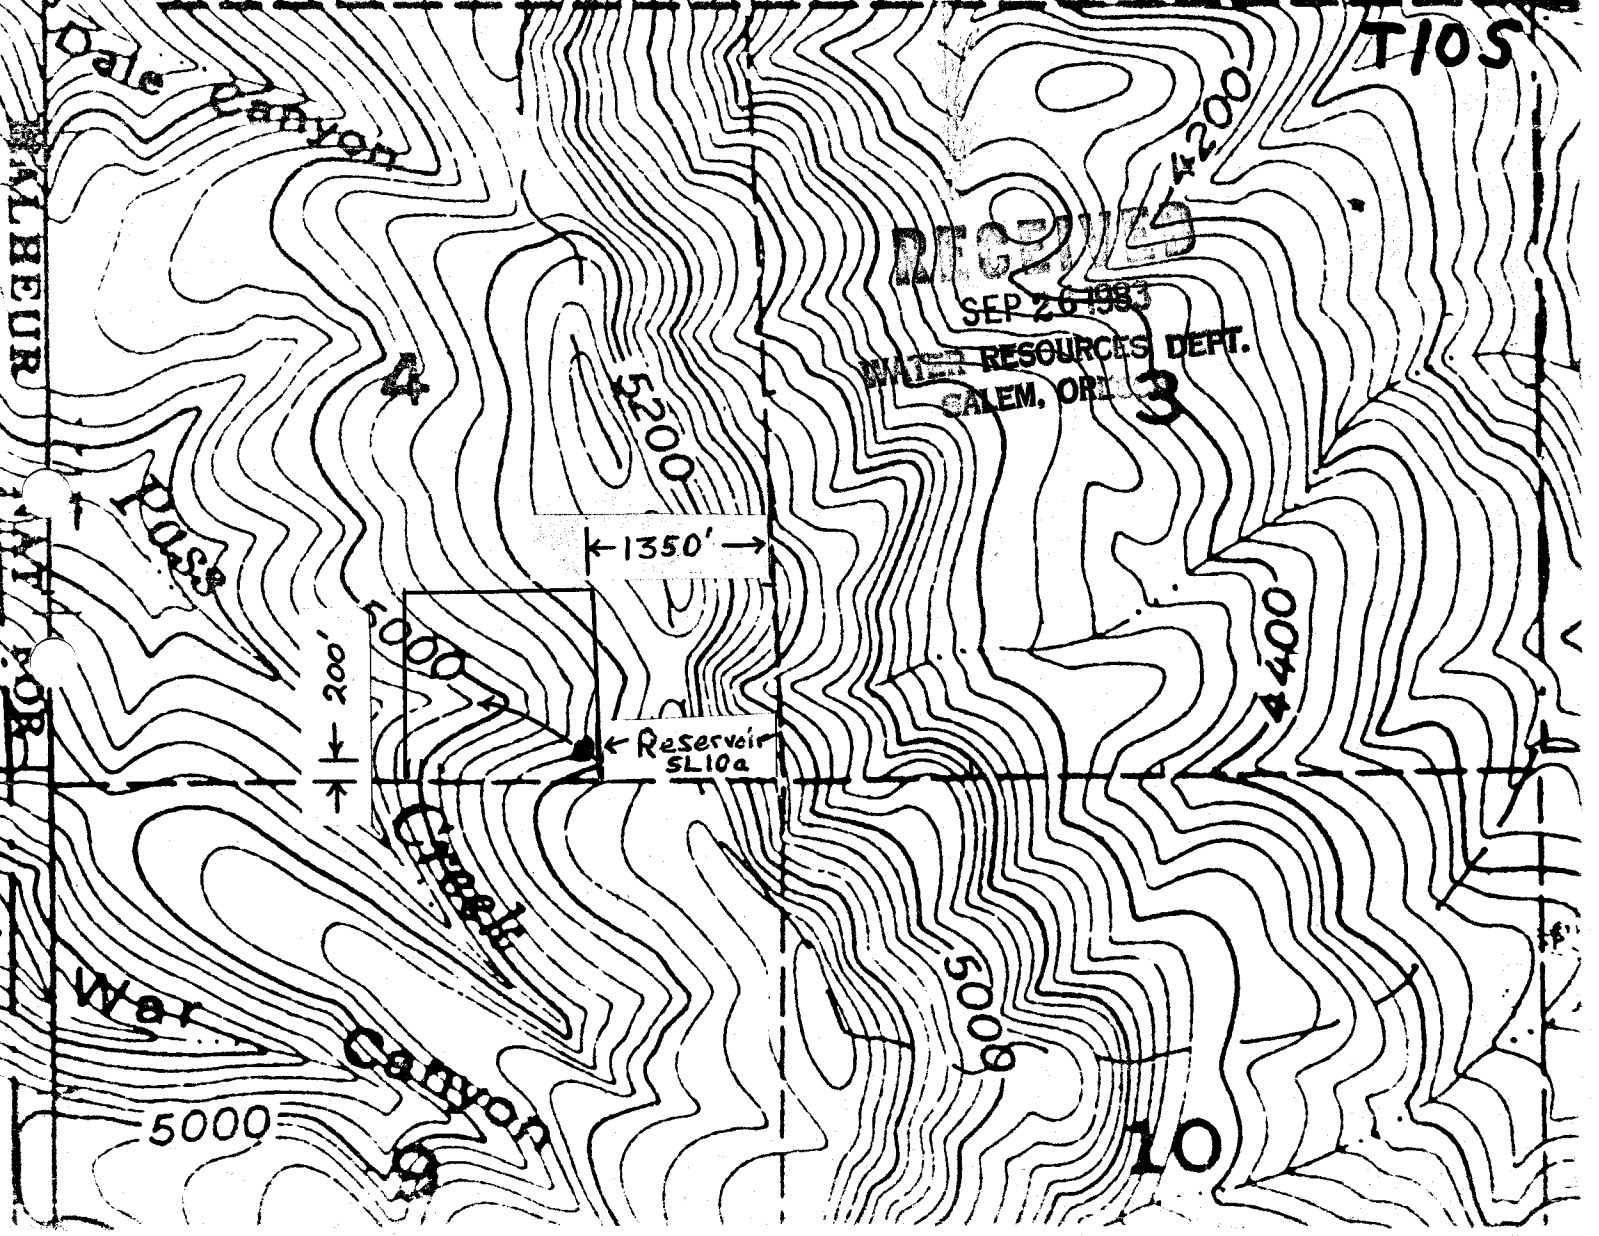 T10S
Dale
Canyon
4200
MALHEUR
RECEIVED
SEP 26 1983
WATER RESOURCES DEPT.
SALEM, OR
4
3
5200
Pass
1350'
5000
200'
4400
Reservoir
SL10a
Creek
War
Canyon
5000
5000
9
10